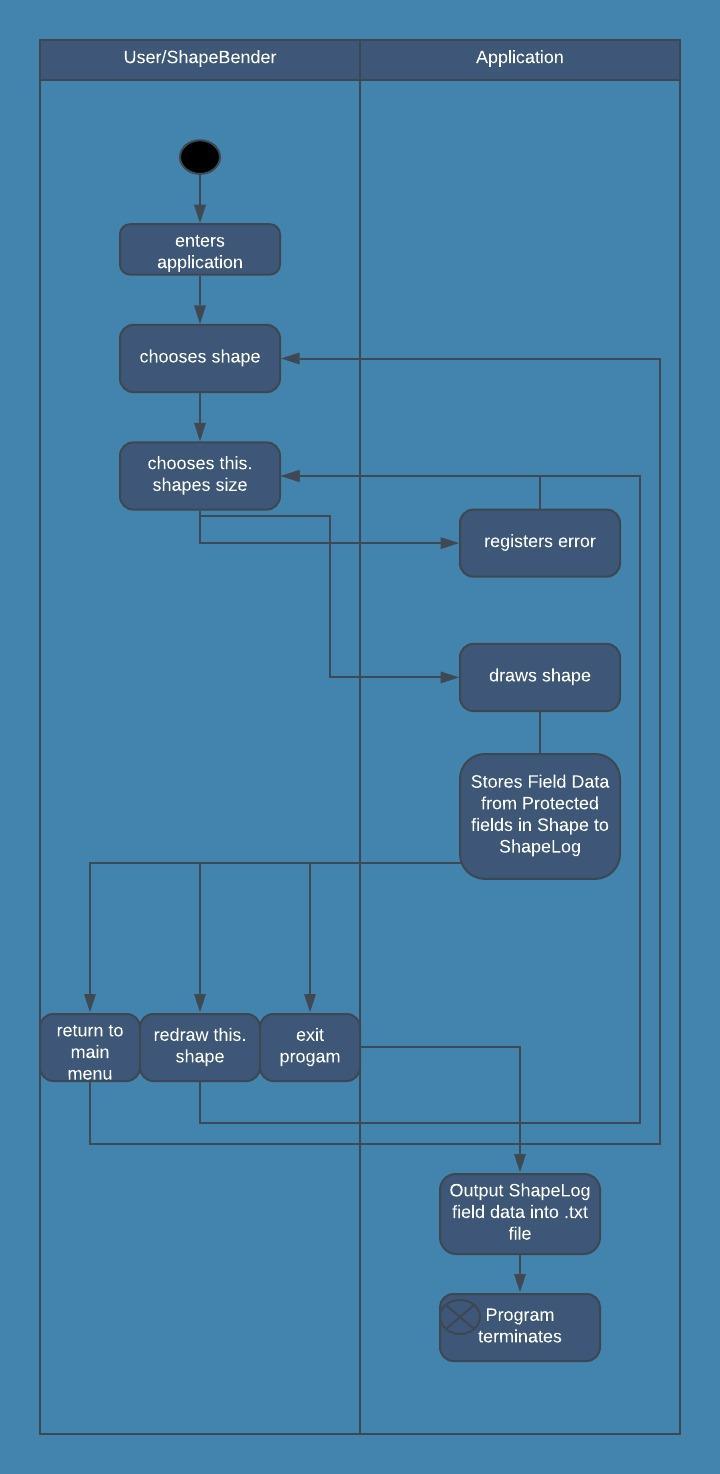 User/ShapeBender
Application
enters
application
chooses shape
chooses this.
shapes size
registers error
draws shape
Stores Field Data
from Protected
fields in Shape to
ShapeLog
return to
main
menu
redraw this.
shape
exit
progam
Output ShapeLog
field data into .txt
file
Program
terminates